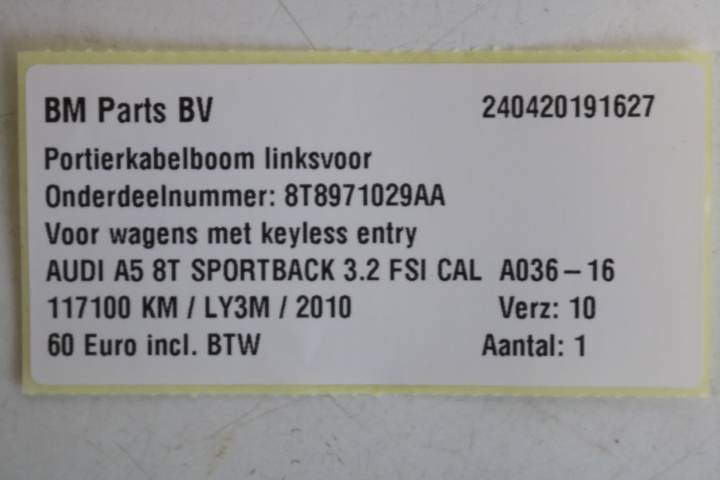 BM Parts BV 240420191627
Portierkabelboom linksvoor
Onderdeelnummer: 8T8971029AA
Voor wagens met keyless entry
AUDI A5 8T SPORTBACK 3.2 FSI CAL A036-16
117100 KM / LY3M / 2010 Verz: 10
60 Euro incl. BTW Aantal: 1